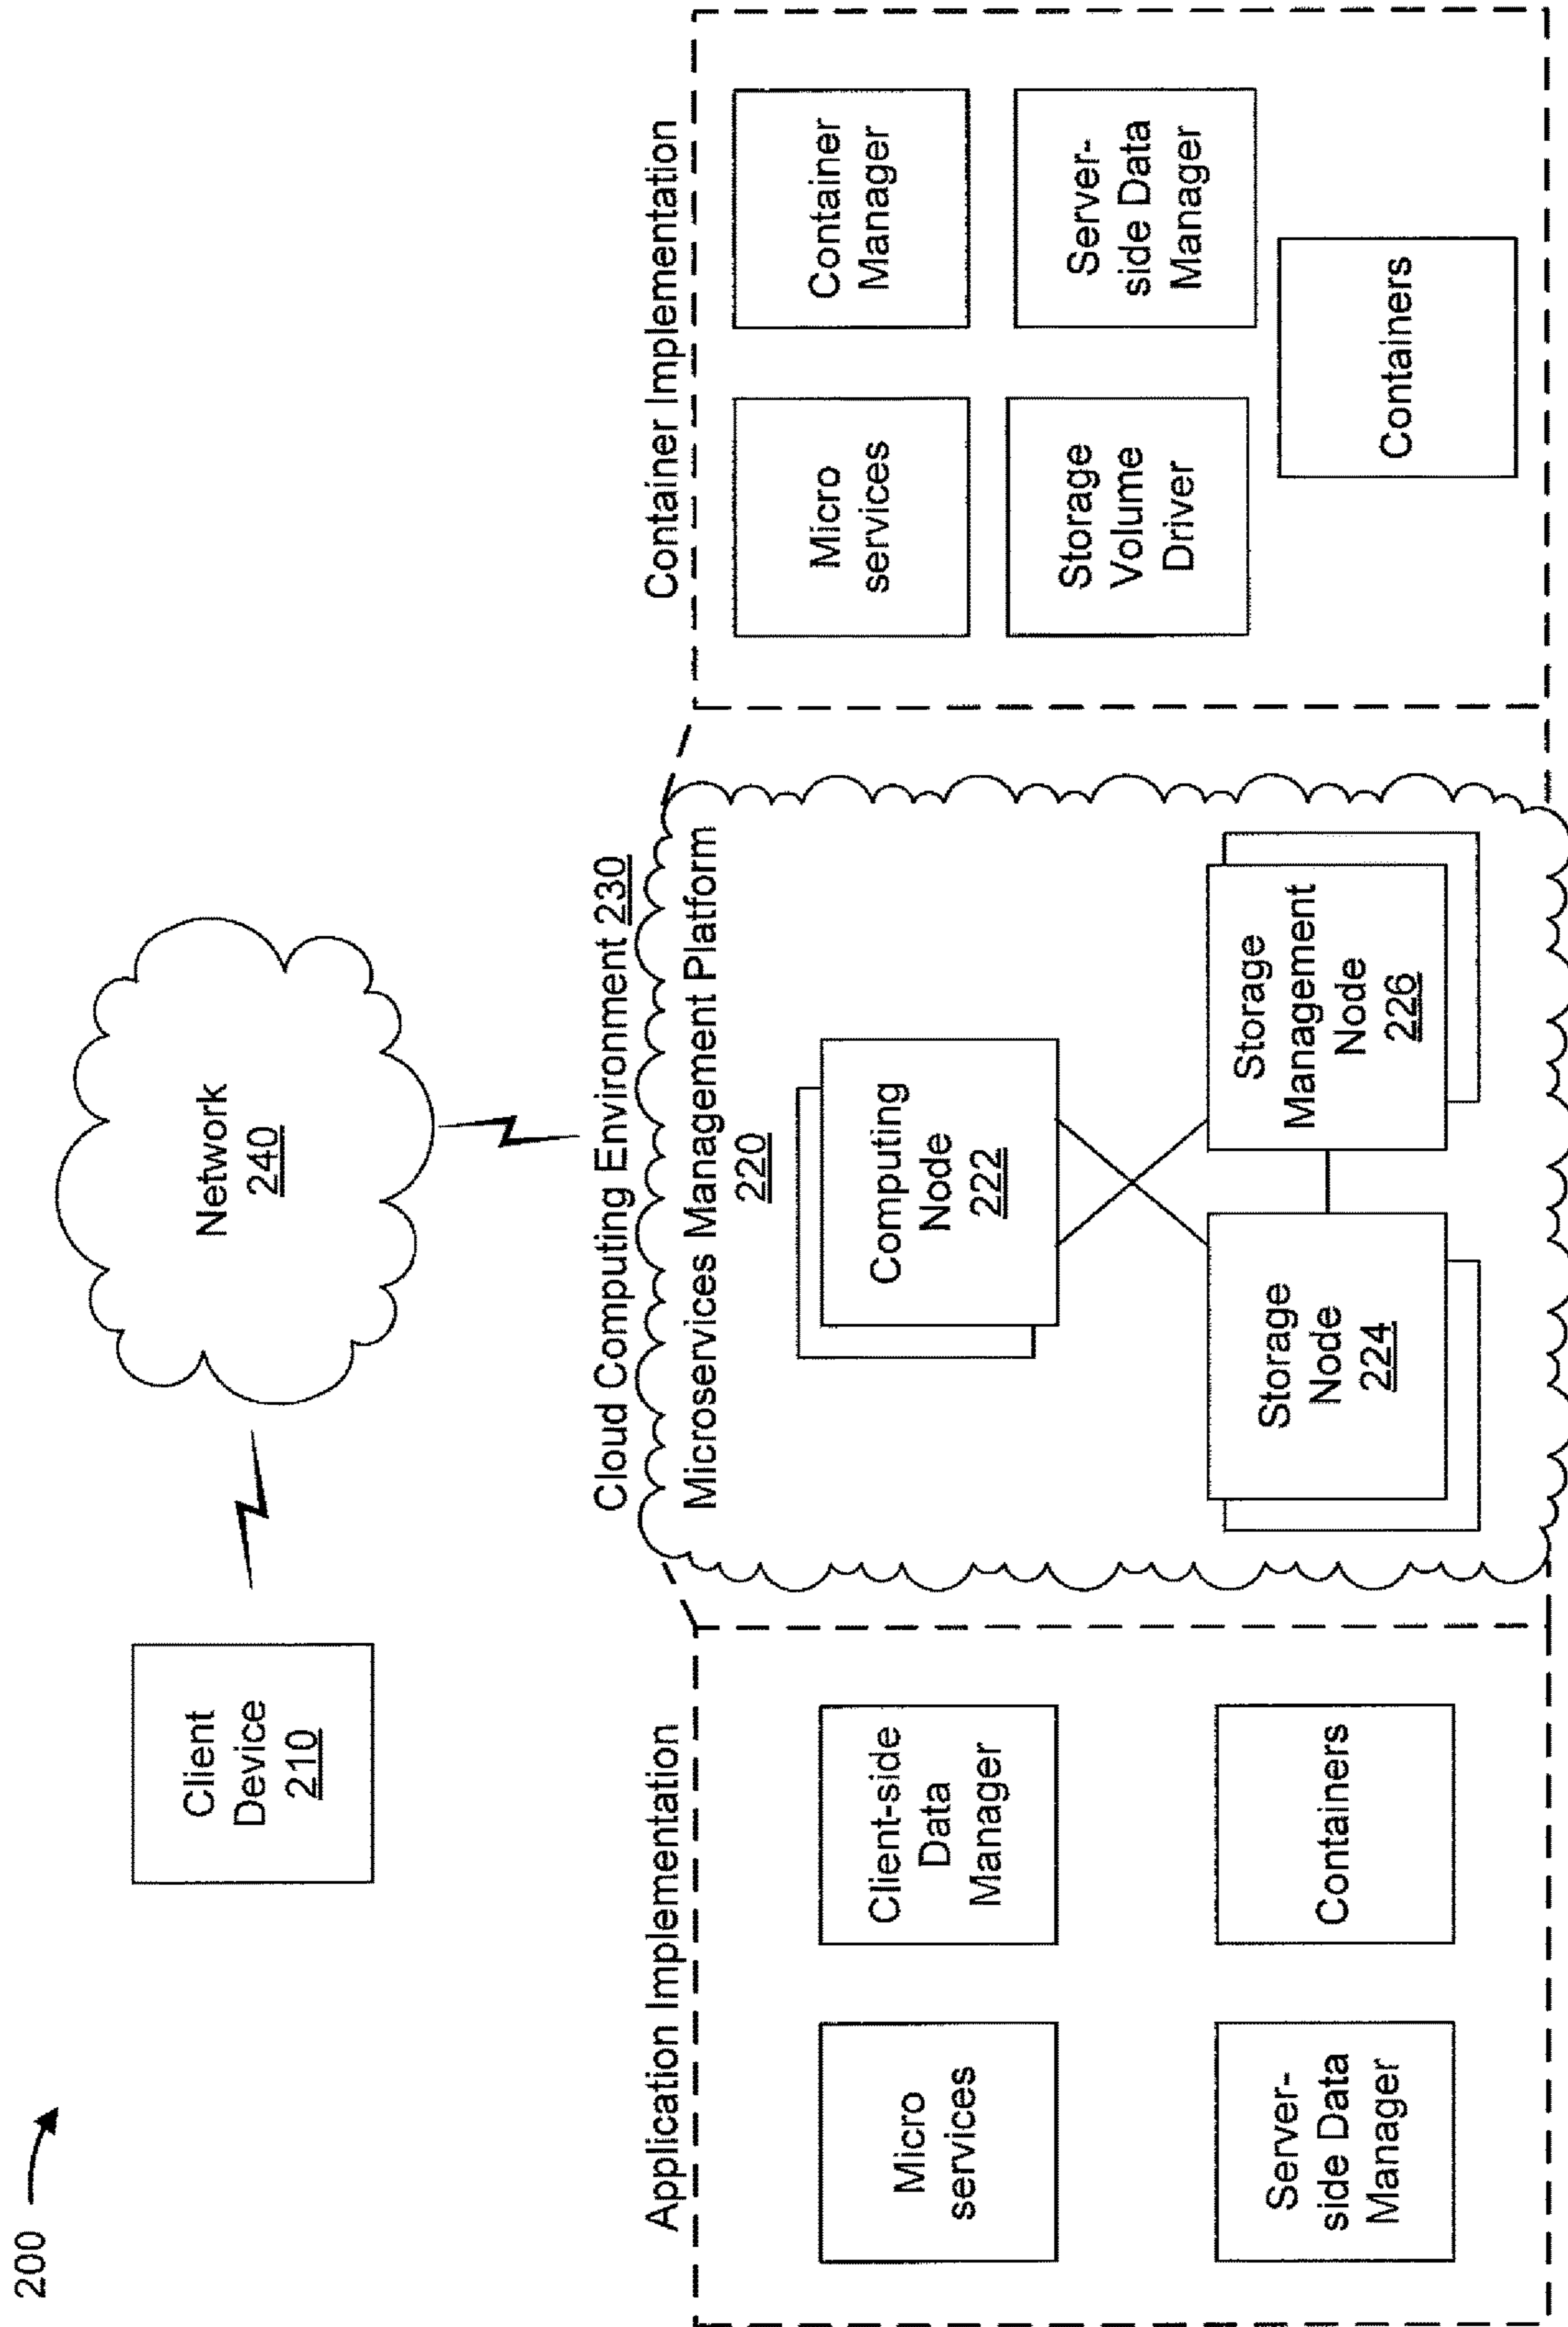 200
Client
Device
210
Network
240
Cloud Computing Environment 230
Application Implementation
Micro
services
Client-side
Data
Manager
Server-
side Data
Manager
Containers
Microservices Management Platform
220
Computing
Node
222
Storage
Node
224
Storage
Management
Node
226
Container Implementation
Micro
services
Container
Manager
Storage
Volume
Driver
Server-
side Data
Manager
Containers